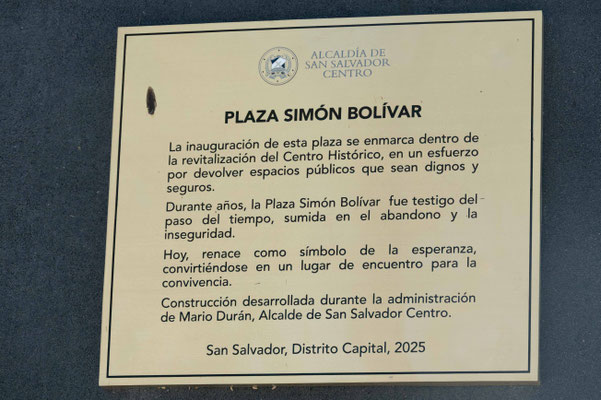 ALCALDÍA DE
SAN SALVADOR
CENTRO
PLAZA SIMÓN BOLÍVAR
La inauguración de esta plaza se enmarca dentro de
la revitalización del Centro Histórico, en un esfuerzo
por devolver espacios públicos que sean dignos y
seguros.
Durante años, la Plaza Simón Bolívar fue testigo del
paso del tiempo, sumida en el abandono y la
inseguridad.
Hoy, renace como símbolo de la esperanza,
convirtiéndose en un lugar de encuentro para la
convivencia.
Construcción desarrollada durante la administración
de Mario Durán, Alcalde de San Salvador Centro.
San Salvador, Distrito Capital, 2025